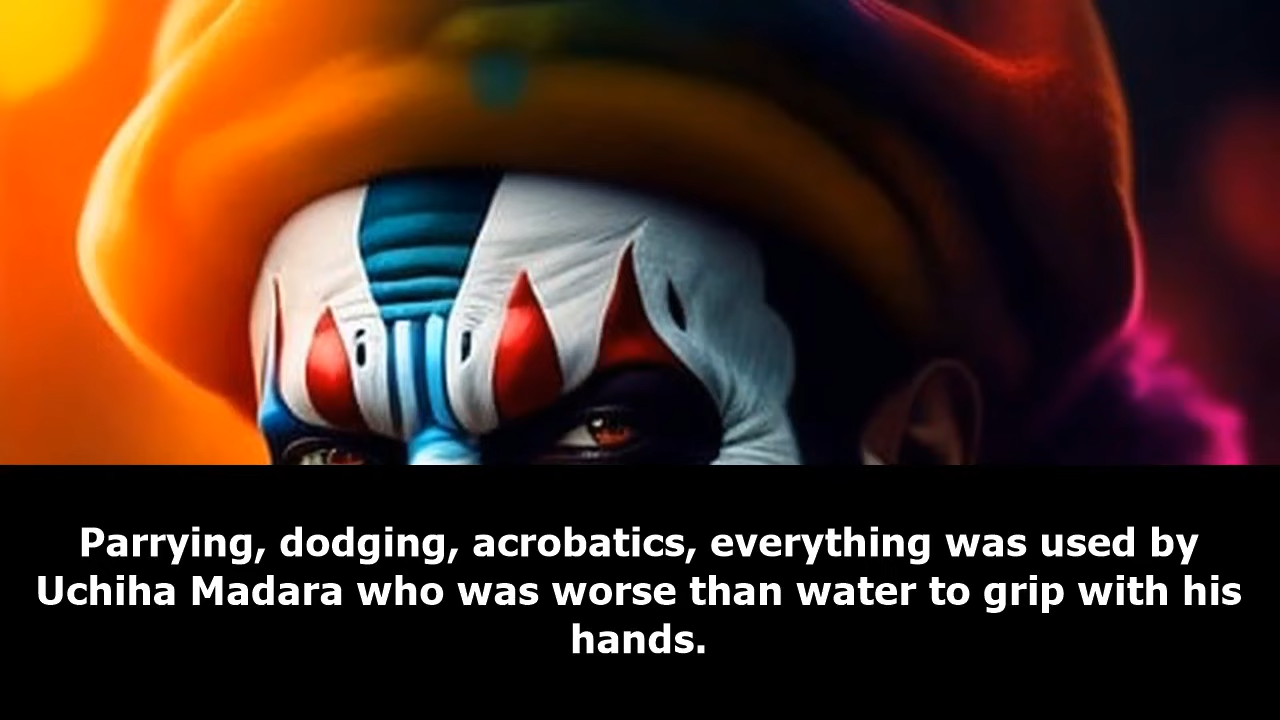 Parrying, dodging, acrobatics, everything was used by
Uchiha Madara who was worse than water to grip with his
hands.